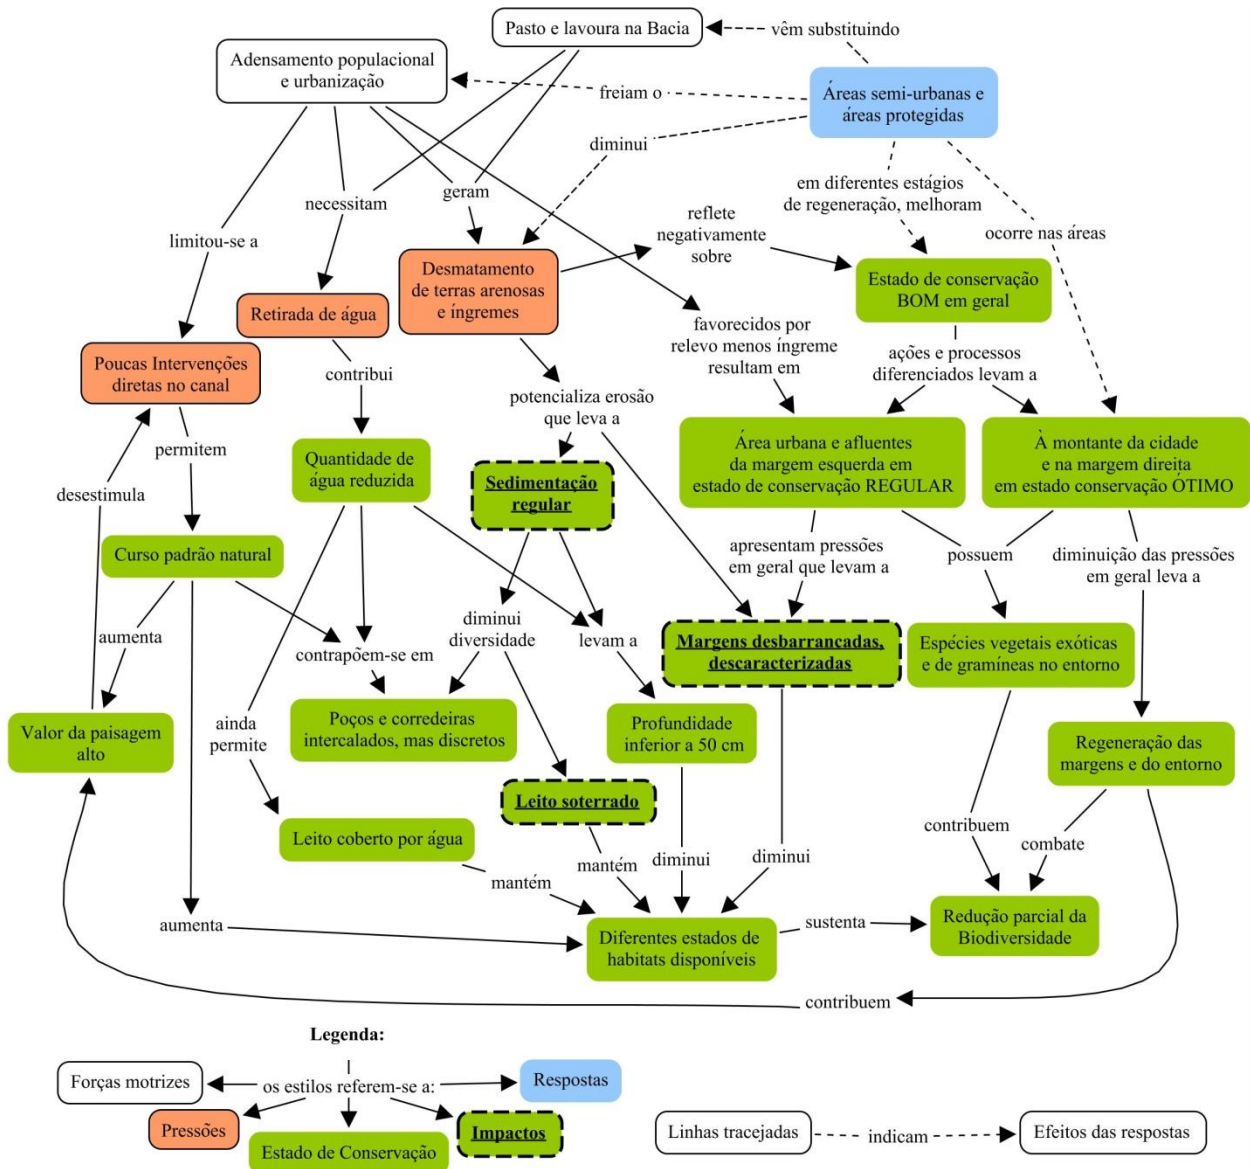 Pasto e lavoura na Bacia
vêm substituindo
Adensamento populacional
e urbanização
freiam o
Áreas semi-urbanas e
áreas protegidas
diminui
em diferentes estágios
de regeneração, melhoram
geram
necessitam
reflete
negativamente
sobre
ocorre nas áreas
limitou-se a
Desmatamento
de terras arenosas
e íngremes
Estado de conservação
BOM em geral
Retirada de água
favorecidos por
relevo menos íngreme
resultam em
Poucas Intervenções
diretas no canal
contribui
ações e processos
diferenciados levam a
potencializa erosão
que leva a
permitem
Quantidade de
água reduzida
Área urbana e afluentes
da margem esquerda em
estado de conservação REGULAR
À montante da cidade
e na margem direita
em estado conservação ÓTIMO
desestimula
Sedimentação
regular
Curso padrão natural
apresentam pressões
em geral que levam a
possuem
diminuição das pressões
em geral leva a
aumenta
diminui
diversidade
levam a
contrapõem-se em
Margens desbarrancadas,
descaracterizadas
Espécies vegetais exóticas
e de gramíneas no entorno
Valor da paisagem
alto
ainda
permite
Poços e corredeiras
intercalados, mas discretos
Profundidade
inferior a 50 cm
Regeneração das
margens e do entorno
Leito soterrado
Leito coberto por água
contribuem
combate
mantém
mantém
diminui
diminui
aumenta
Diferentes estados de
habitats disponíveis
sustenta
Redução parcial da
Biodiversidade
contribuem
Legenda:
Forças motrizes
os estilos referem-se a:
Respostas
Pressões
Estado de Conservação
Impactos
Linhas tracejadas
indicam
Efeitos das respostas